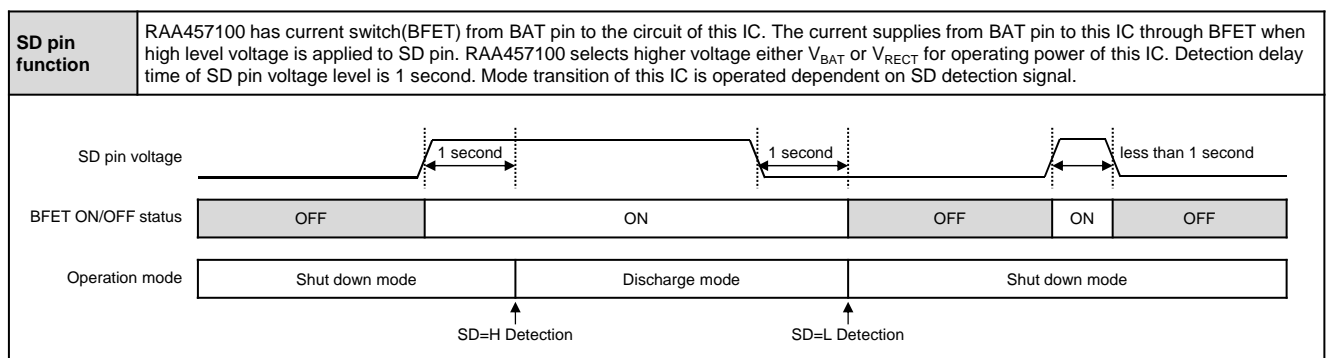 SD pin
function
RAA457100 has current switch(BFET) from BAT pin to the circuit of this IC. The current supplies from BAT pin to this IC through BFET when
high level voltage is applied to SD pin. RAA457100 selects higher voltage either VBAT or VRECT for operating power of this IC. Detection delay
time of SD pin voltage level is 1 second. Mode transition of this IC is operated dependent on SD detection signal.
SD pin voltage
1 second
1 second
less than 1 second
BFET ON/OFF status
OFF
ON
OFF
ON
OFF
Operation mode
Shut down mode
Discharge mode
Shut down mode
SD=H Detection
SD=L Detection